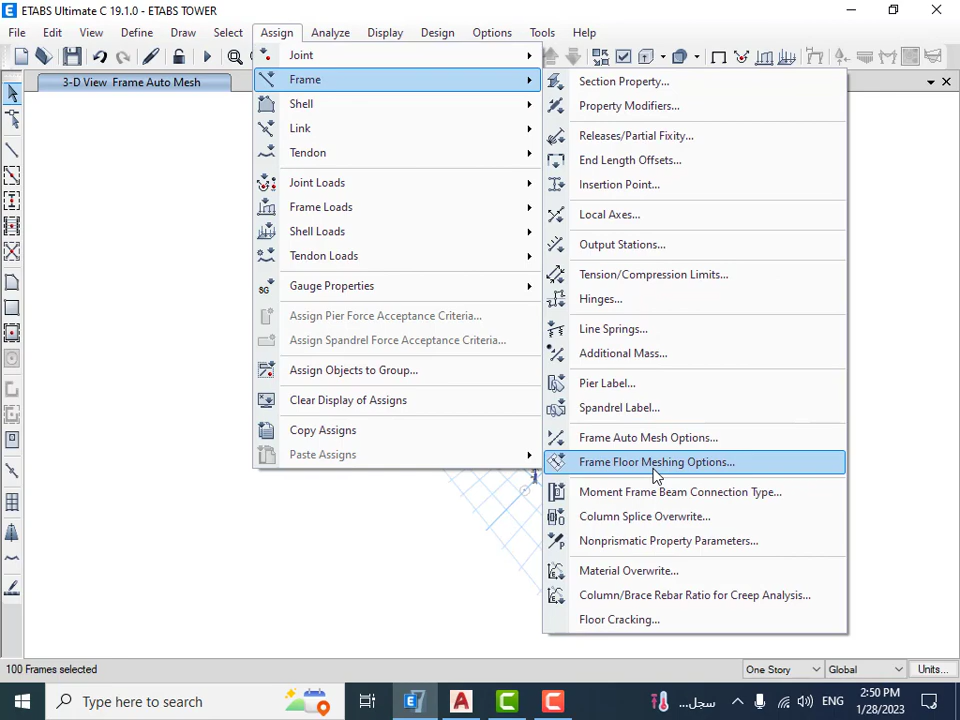 ETABS Ultimate C 19.1.0 - ETABS TOWER
File Edit View Define Draw Select Assign Analyze Display Design Options Tools Help
3-D View Frame Auto Mesh
Joint
Frame
Shell
Link
Tendon
Joint Loads
Frame Loads
Shell Loads
Tendon Loads
Gauge Properties
Assign Pier Force Acceptance Criteria...
Assign Spandrel Force Acceptance Criteria...
Assign Objects to Group...
Clear Display of Assigns
Copy Assigns
Paste Assigns
Section Property...
Property Modifiers...
Releases/Partial Fixity...
End Length Offsets...
Insertion Point...
Local Axes...
Output Stations...
Tension/Compression Limits...
Hinges...
Line Springs...
Additional Mass...
Pier Label...
Spandrel Label...
Frame Auto Mesh Options...
Frame Floor Meshing Options...
Moment Frame Beam Connection Type...
Column Splice Overwrite...
Nonprismatic Property Parameters...
Material Overwrite...
Column/Brace Rebar Ratio for Creep Analysis...
Floor Cracking...
100 Frames selected
One Story Global Units...
Type here to search
سجل... ENG
2:50 PM
1/28/2023